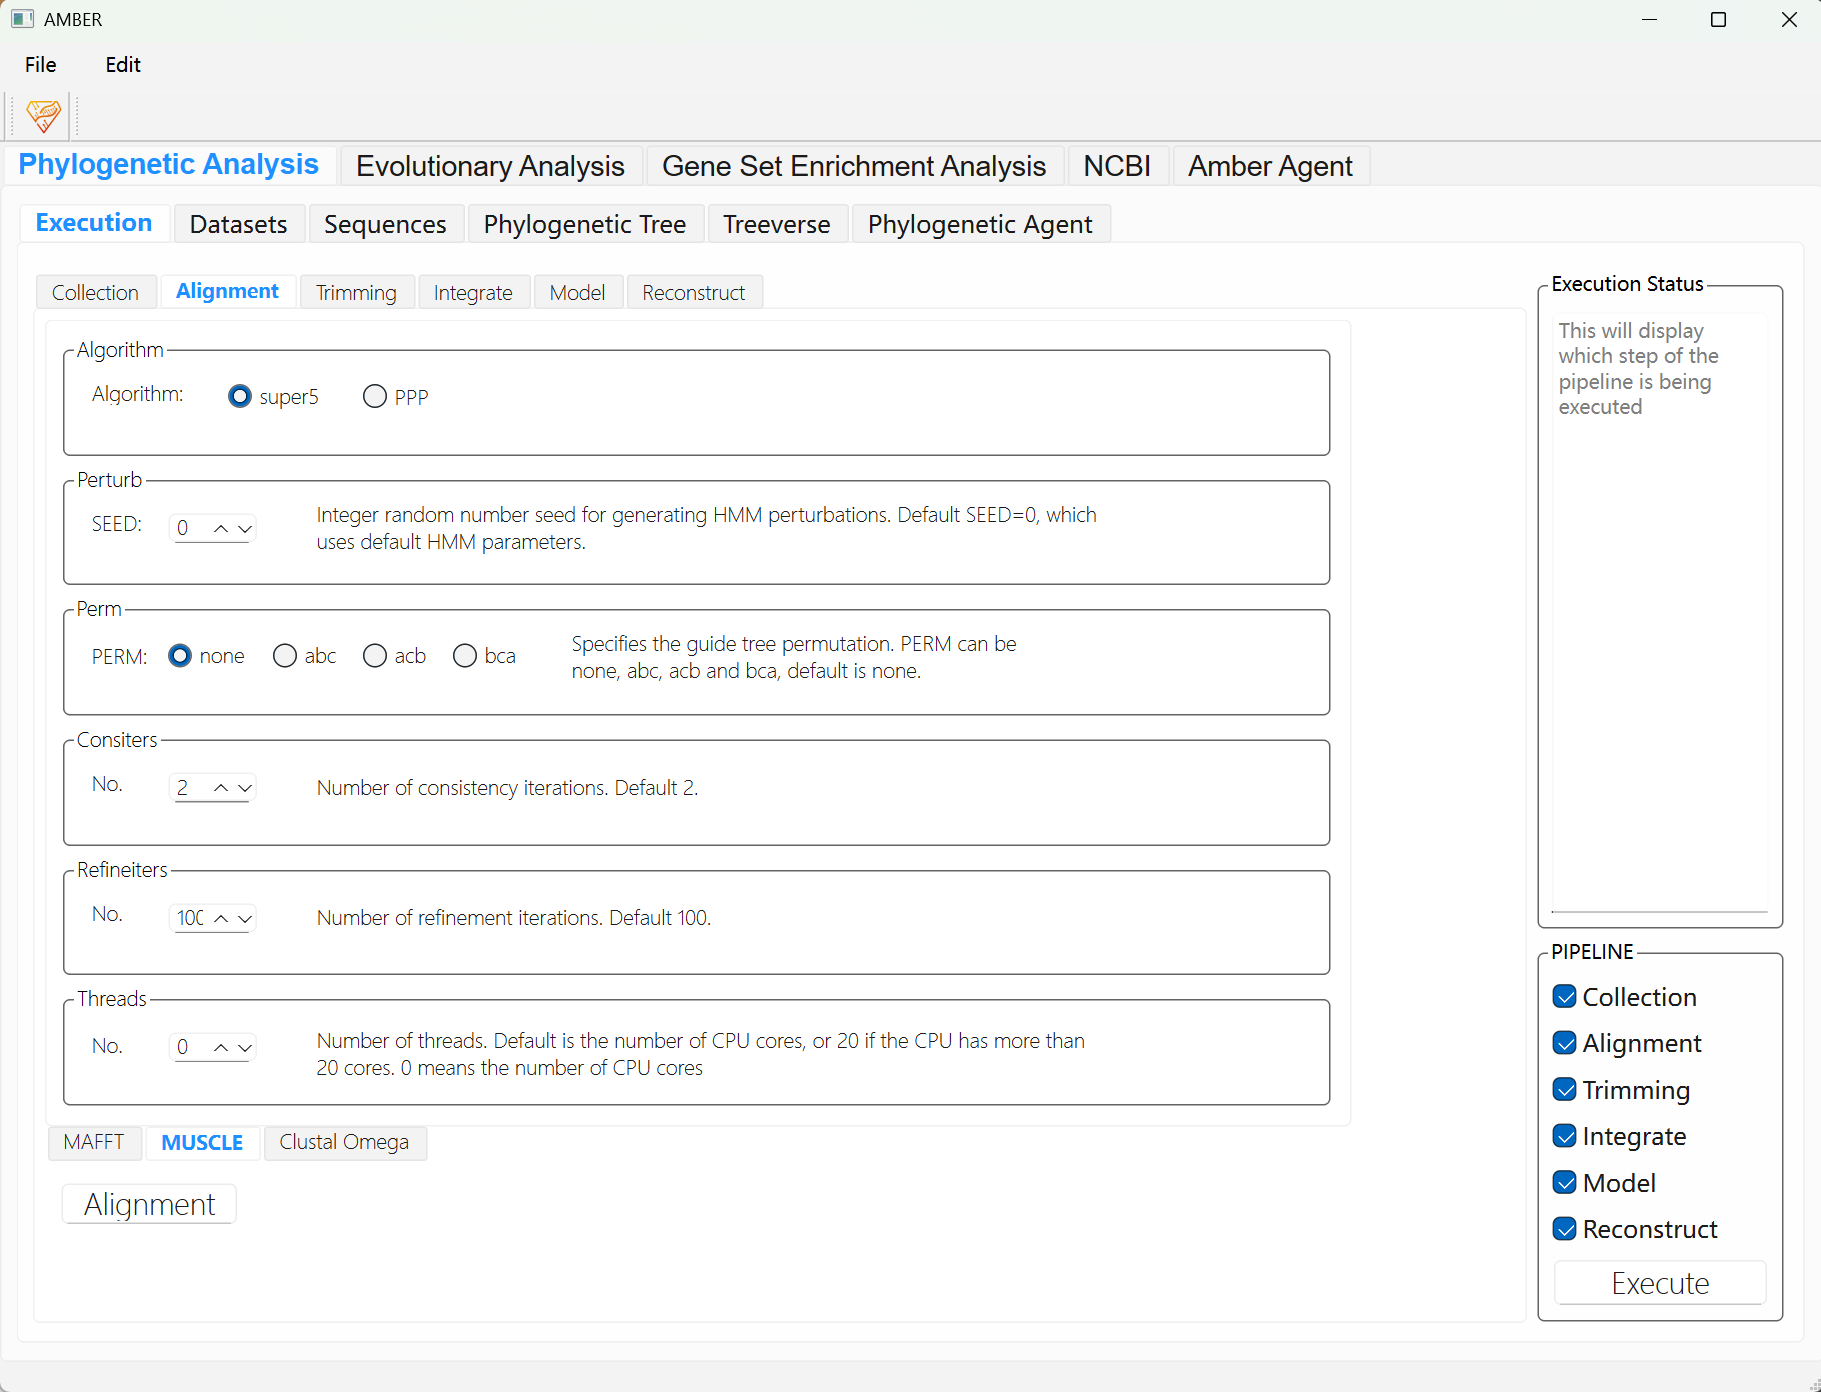 AMBER
File Edit
Phylogenetic Analysis Evolutionary Analysis Gene Set Enrichment Analysis NCBI Amber Agent
Execution Datasets Sequences Phylogenetic Tree Treeverse Phylogenetic Agent
Collection Alignment Trimming Integrate Model Reconstruct
Algorithm
Algorithm: super5 PPP
Perturb
SEED: 0
Integer random number seed for generating HMM perturbations. Default SEED=0, which
uses default HMM parameters.
Perm
PERM: none abc acb bca
Specifies the guide tree permutation. PERM can be
none, abc, acb and bca, default is none.
Consiters
No. 2 Number of consistency iterations. Default 2.
Refineiters
No. 100 Number of refinement iterations. Default 100.
Threads
No. 0
Number of threads. Default is the number of CPU cores, or 20 if the CPU has more than
20 cores. 0 means the number of CPU cores
MAFFT MUSCLE Clustal Omega
Alignment
Execution Status
This will display
which step of the
pipeline is being
executed
PIPELINE
Collection
Alignment
Trimming
Integrate
Model
Reconstruct
Execute